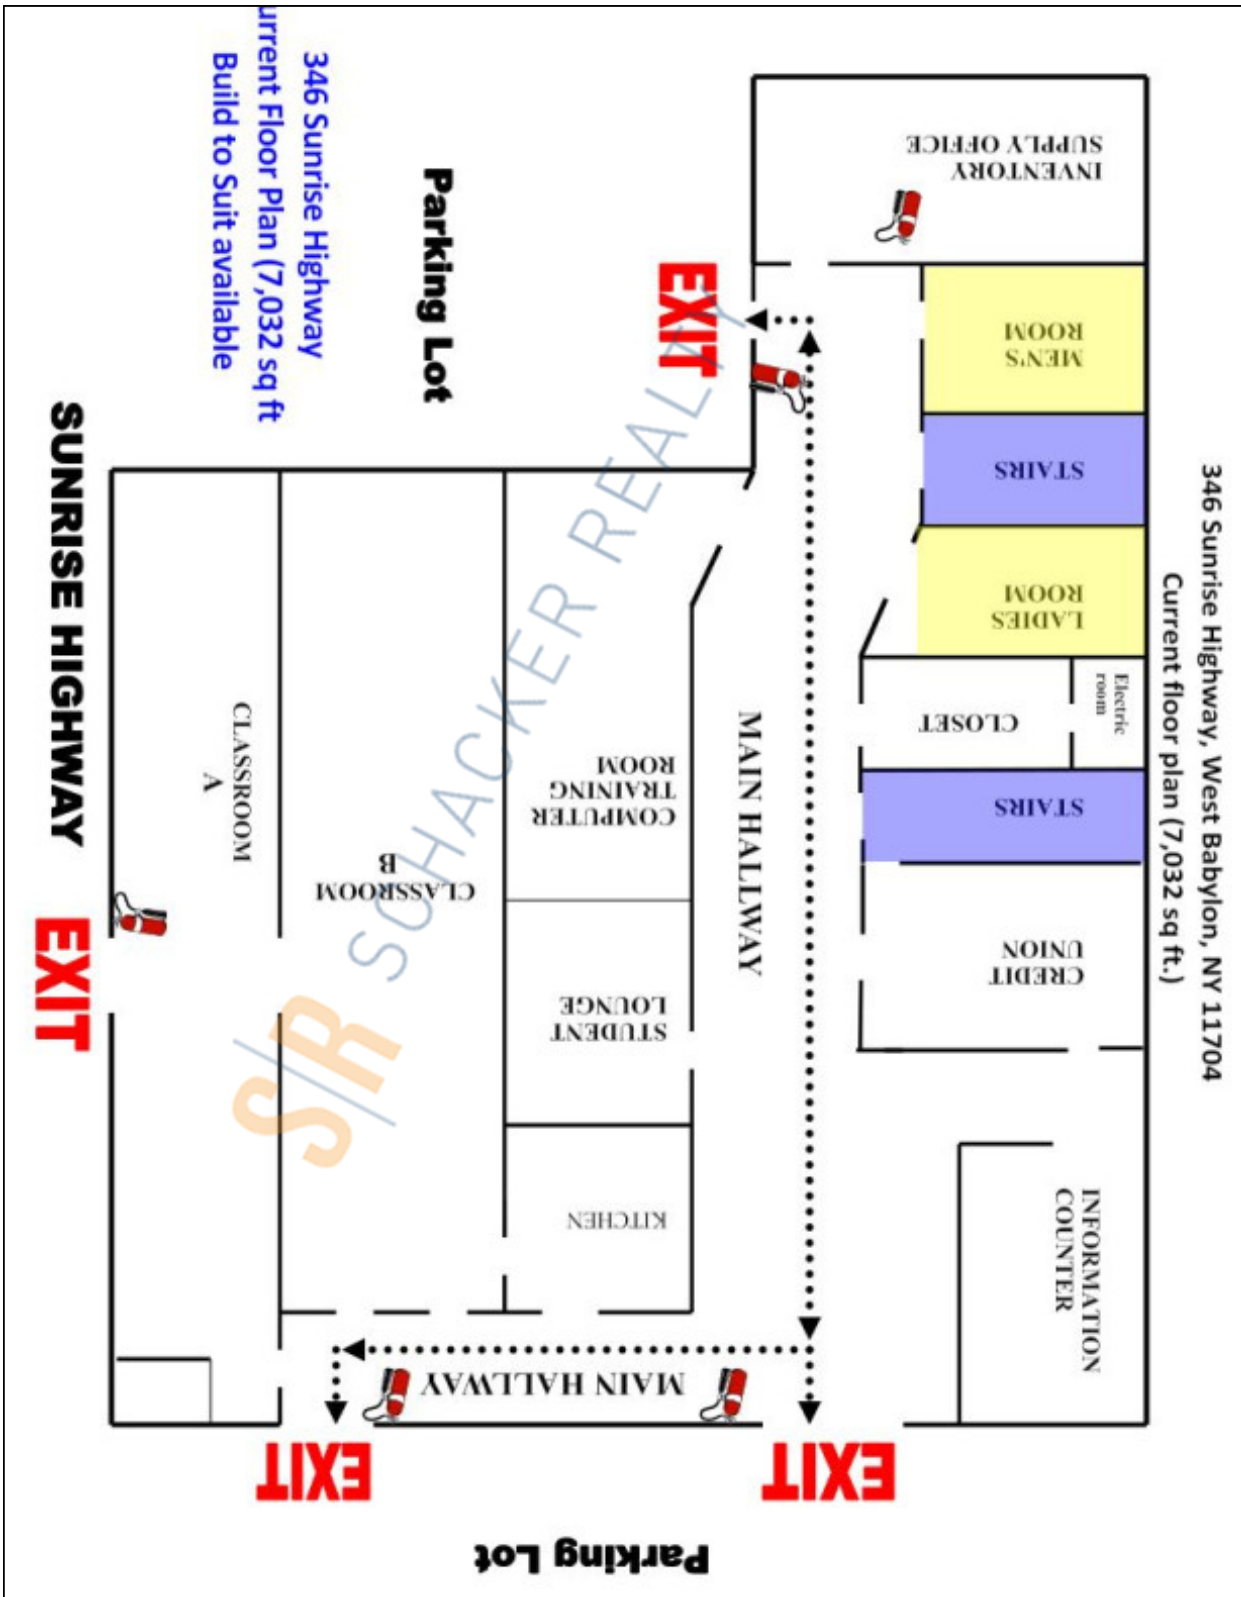 346 Sunrise Highway
urrent Floor Plan (7,032 sq ft
Build to Suit available
Parking Lot
SUNRISE HIGHWAY
346 Sunrise Highway, West Babylon, NY 11704
Current floor plan (7,032 sq ft.)
INVENTORY
SUPPLY OFFICE
EXIT
MEN'S
ROOM
STAIRS
LADIES
ROOM
Electric
room
CLOSET
STAIRS
CREDIT
UNION
INFORMATION
COUNTER
MAIN HALLWAY
COMPUTER
TRAINING
ROOM
STUDENT
LOUNGE
KITCHEN
CLASSROOM
B
CLASSROOM
A
EXIT
MAIN HALLWAY
EXIT
EXIT
Parking Lot
SR SCHACKER REALTY